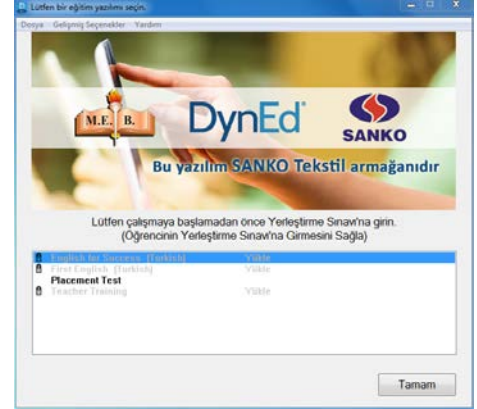 Lütfen bir eğitim yazılımı seçin.
Dosya Gelişmiş Seçenekler Yardım
M.E. B.
DynEd
SANKO
Bu yazılım SANKO Tekstil armağanıdır
Lütfen çalışmaya başlamadan önce Yerleştirme Sınavı'na girin.
(Öğrencinin Yerleştirme Sınavı'na Girmesini Sağla)
English for Success (Turkish) Yükle
First English (Turkish) Yükle
Placement Test
Teacher Training Yükle
Tamam